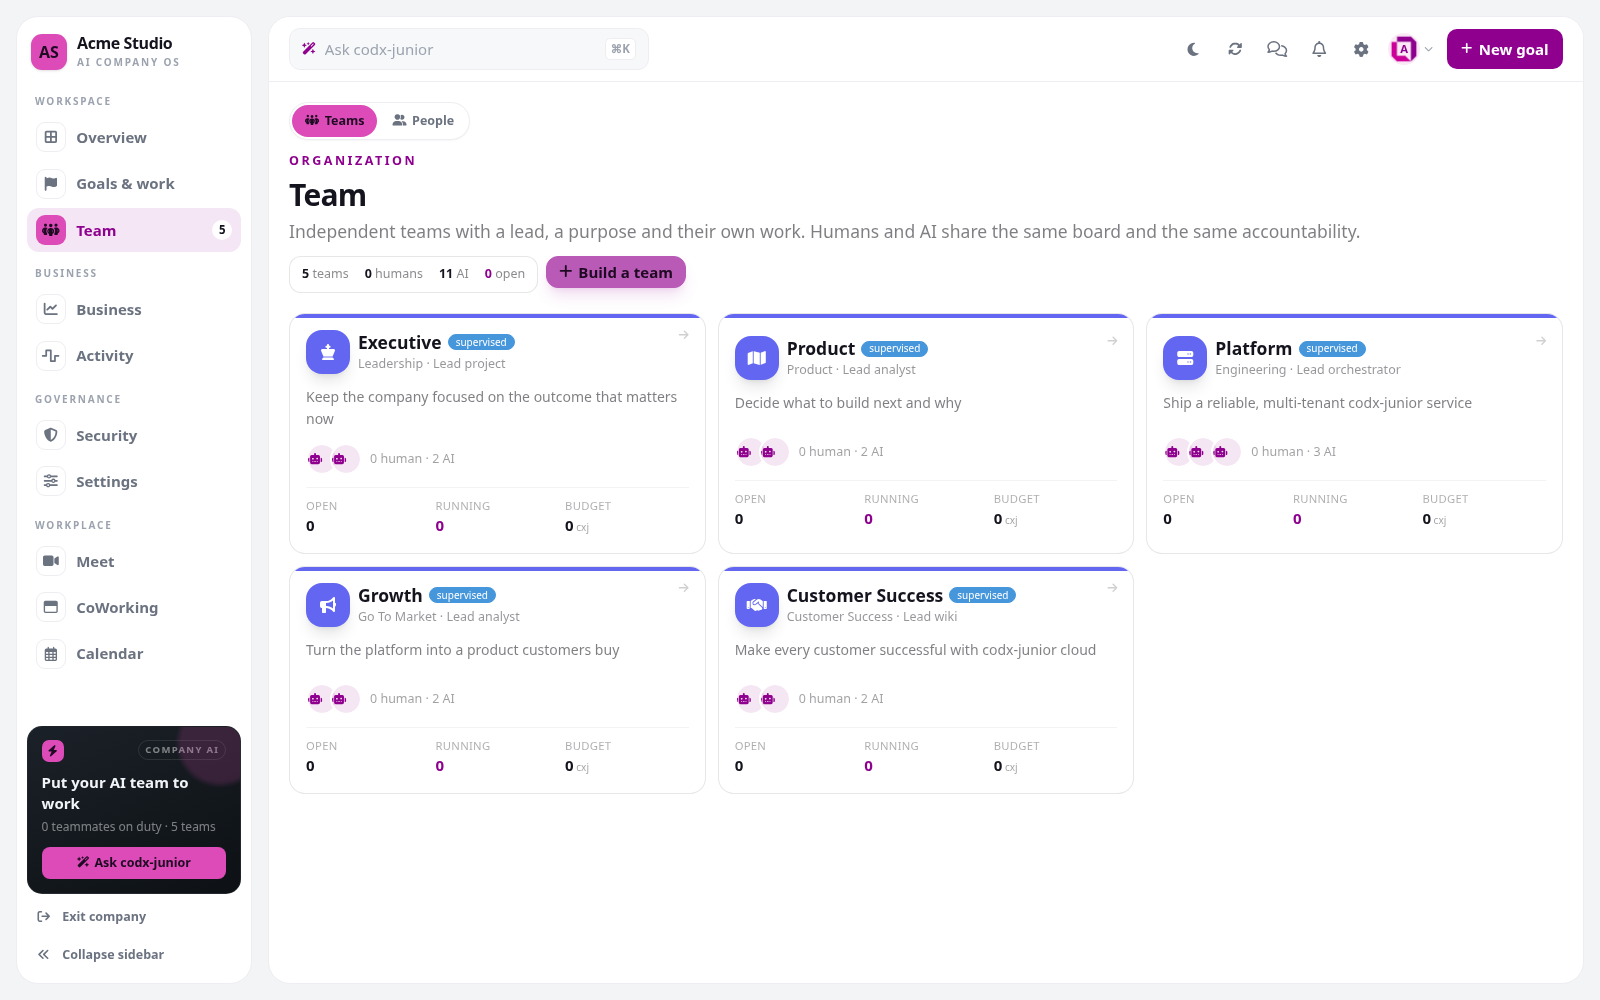 AS
Acme Studio
AI COMPANY OS
WORKSPACE
Overview
Goals & work
Team 5
BUSINESS
Business
Activity
GOVERNANCE
Security
Settings
WORKPLACE
Meet
CoWorking
Calendar
COMPANY AI
Put your AI team to
work
0 teammates on duty · 5 teams
Ask codx-junior
Exit company
Collapse sidebar
Ask codx-junior ⌘K
A
+ New goal
Teams People
ORGANIZATION
Team
Independent teams with a lead, a purpose and their own work. Humans and AI share the same board and the same accountability.
5 teams 0 humans 11 AI 0 open
+ Build a team
Executive supervised
Leadership · Lead project
Keep the company focused on the outcome that matters
now
0 human · 2 AI
OPEN RUNNING BUDGET
0 0 0 cxj
Product supervised
Product · Lead analyst
Decide what to build next and why
0 human · 2 AI
OPEN RUNNING BUDGET
0 0 0 cxj
Platform supervised
Engineering · Lead orchestrator
Ship a reliable, multi-tenant codx-junior service
0 human · 3 AI
OPEN RUNNING BUDGET
0 0 0 cxj
Growth supervised
Go To Market · Lead analyst
Turn the platform into a product customers buy
0 human · 2 AI
OPEN RUNNING BUDGET
0 0 0 cxj
Customer Success supervised
Customer Success · Lead wiki
Make every customer successful with codx-junior cloud
0 human · 2 AI
OPEN RUNNING BUDGET
0 0 0 cxj